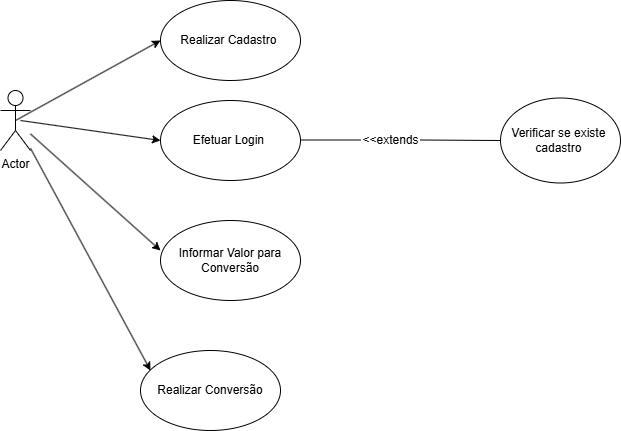 Realizar Cadastro
Efetuar Login
<<extends
Verificar se existe
cadastro
Actor
Informar Valor para
Conversão
Realizar Conversão